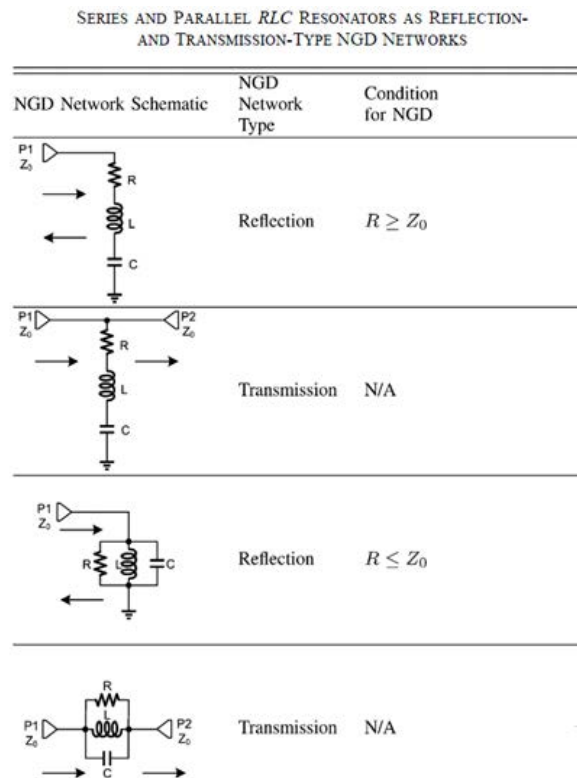 SERIES AND PARALLEL RLC RESONATORS AS REFLECTION-
AND TRANSMISSION-TYPE NGD NETWORKS
NGD Network Schematic
NGD
Network
Type
Condition
for NGD
P1
Z₀
R
L
C
Reflection
R ≥ Z₀
P1
Z₀
P2
Z₀
R
L
C
Transmission
N/A
P1
Z₀
R
L
C
Reflection
R ≤ Z₀
R
L
P1
Z₀
P2
Z₀
C
Transmission
N/A